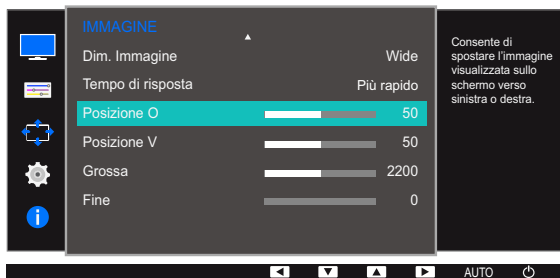 IMMAGINE
Dim. Immagine Wide
Tempo di risposta Più rapido
Posizione O 50
Posizione V 50
Grossa 2200
Fine 0
Consente di
spostare l'immagine
visualizzata sullo
schermo verso
sinistra o destra.
AUTO